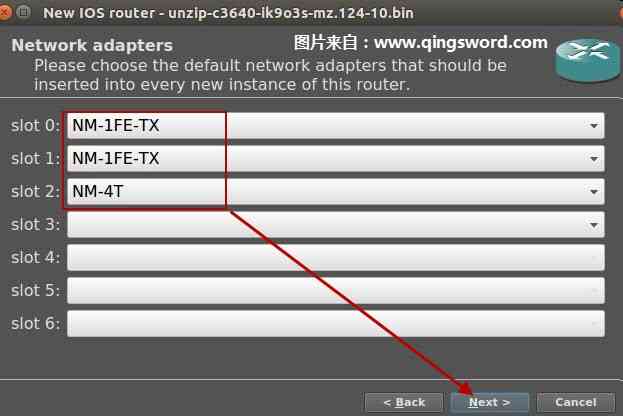 New IOS router - unzip-c3640-ik9o3s-mz.124-10.bin
Network adapters
图片来自：www.qingsword.com
Please choose the default network adapters that should be
inserted into every new instance of this router.
slot 0: NM-1FE-TX
slot 1: NM-1FE-TX
slot 2: NM-4T
slot 3:
slot 4:
slot 5:
slot 6:
< Back Next > Cancel